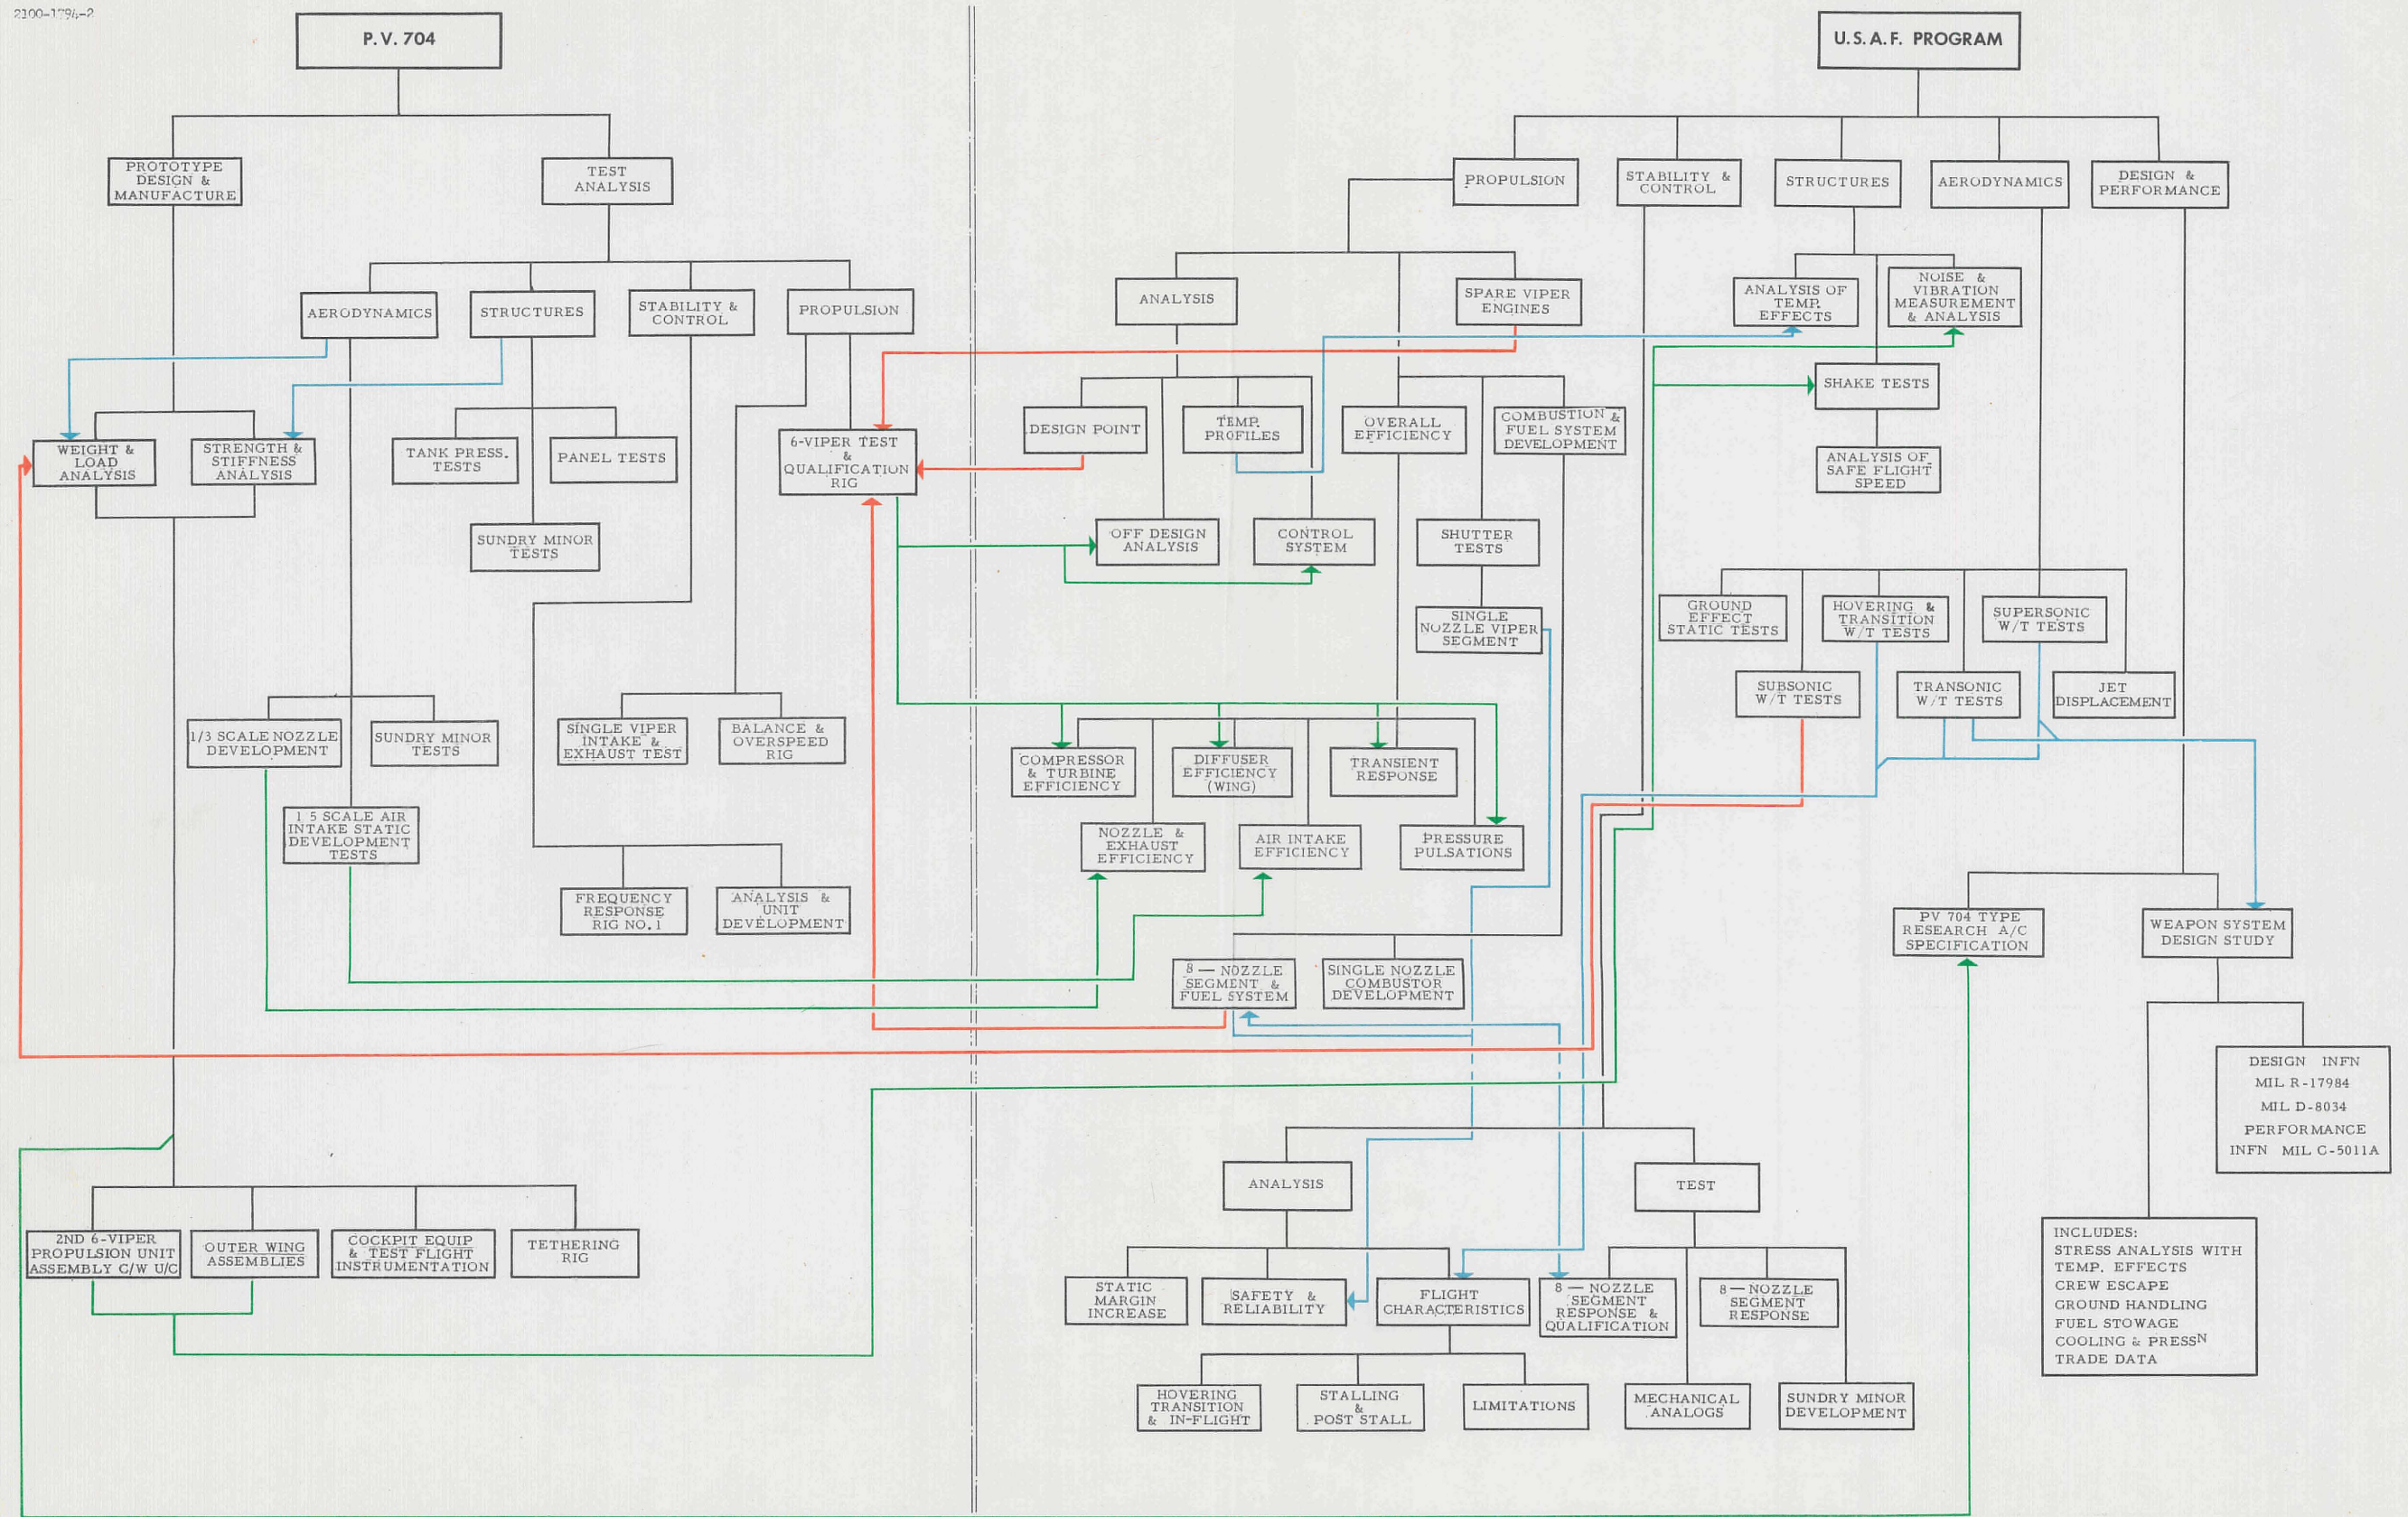 2100-1794-2
P.V. 704
U.S.A.F. PROGRAM
PROTOTYPE
DESIGN &
MANUFACTURE
TEST
ANALYSIS
PROPULSION
STABILITY &
CONTROL
STRUCTURES
AERODYNAMICS
DESIGN &
PERFORMANCE
AERODYNAMICS
STRUCTURES
STABILITY &
CONTROL
PROPULSION
ANALYSIS
SPARE VIPER
ENGINES
ANALYSIS OF
TEMP.
EFFECTS
NOISE &
VIBRATION
MEASUREMENT
& ANALYSIS
SHAKE TESTS
WEIGHT &
LOAD
ANALYSIS
STRENGTH &
STIFFNESS
ANALYSIS
TANK PRESS.
TESTS
PANEL TESTS
6-VIPER TEST
&
QUALIFICATION
RIG
DESIGN POINT
TEMP.
PROFILES
OVERALL
EFFICIENCY
COMBUSTION &
FUEL SYSTEM
DEVELOPMENT
ANALYSIS OF
SAFE FLIGHT
SPEED
SUNDRY MINOR
TESTS
OFF DESIGN
ANALYSIS
CONTROL
SYSTEM
SHUTTER
TESTS
SINGLE
NOZZLE VIPER
SEGMENT
GROUND
EFFECT
STATIC TESTS
HOVERING &
TRANSITION
W/T TESTS
SUPERSONIC
W/T TESTS
SUBSONIC
W/T TESTS
TRANSONIC
W/T TESTS
JET
DISPLACEMENT
1/3 SCALE NOZZLE
DEVELOPMENT
SUNDRY MINOR
TESTS
SINGLE VIPER
INTAKE &
EXHAUST TEST
BALANCE &
OVERSPEED
RIG
COMPRESSOR
& TURBINE
EFFICIENCY
DIFFUSER
EFFICIENCY
(WING)
TRANSIENT
RESPONSE
1 5 SCALE AIR
INTAKE STATIC
DEVELOPMENT
TESTS
NOZZLE &
EXHAUST
EFFICIENCY
AIR INTAKE
EFFICIENCY
PRESSURE
PULSATIONS
FREQUENCY
RESPONSE
RIG NO.1
ANALYSIS &
UNIT
DEVELOPMENT
PV 704 TYPE
RESEARCH A/C
SPECIFICATION
WEAPON SYSTEM
DESIGN STUDY
8 — NOZZLE
SEGMENT &
FUEL SYSTEM
SINGLE NOZZLE
COMBUSTOR
DEVELOPMENT
DESIGN INFN
MIL R-17984
MIL D-8034
PERFORMANCE
INFN MIL C-5011A
ANALYSIS
TEST
2ND 6-VIPER
PROPULSION UNIT
ASSEMBLY C/W U/C
OUTER WING
ASSEMBLIES
COCKPIT EQUIP
& TEST FLIGHT
INSTRUMENTATION
TETHERING
RIG
STATIC
MARGIN
INCREASE
SAFETY &
RELIABILITY
FLIGHT
CHARACTERISTICS
8 — NOZZLE
SEGMENT
RESPONSE &
QUALIFICATION
8 — NOZZLE
SEGMENT
RESPONSE
INCLUDES:
STRESS ANALYSIS WITH
TEMP. EFFECTS
CREW ESCAPE
GROUND HANDLING
FUEL STOWAGE
COOLING & PRESSN
TRADE DATA
HOVERING
TRANSITION
& IN-FLIGHT
STALLING
&
POST STALL
LIMITATIONS
MECHANICAL
ANALOGS
SUNDRY MINOR
DEVELOPMENT